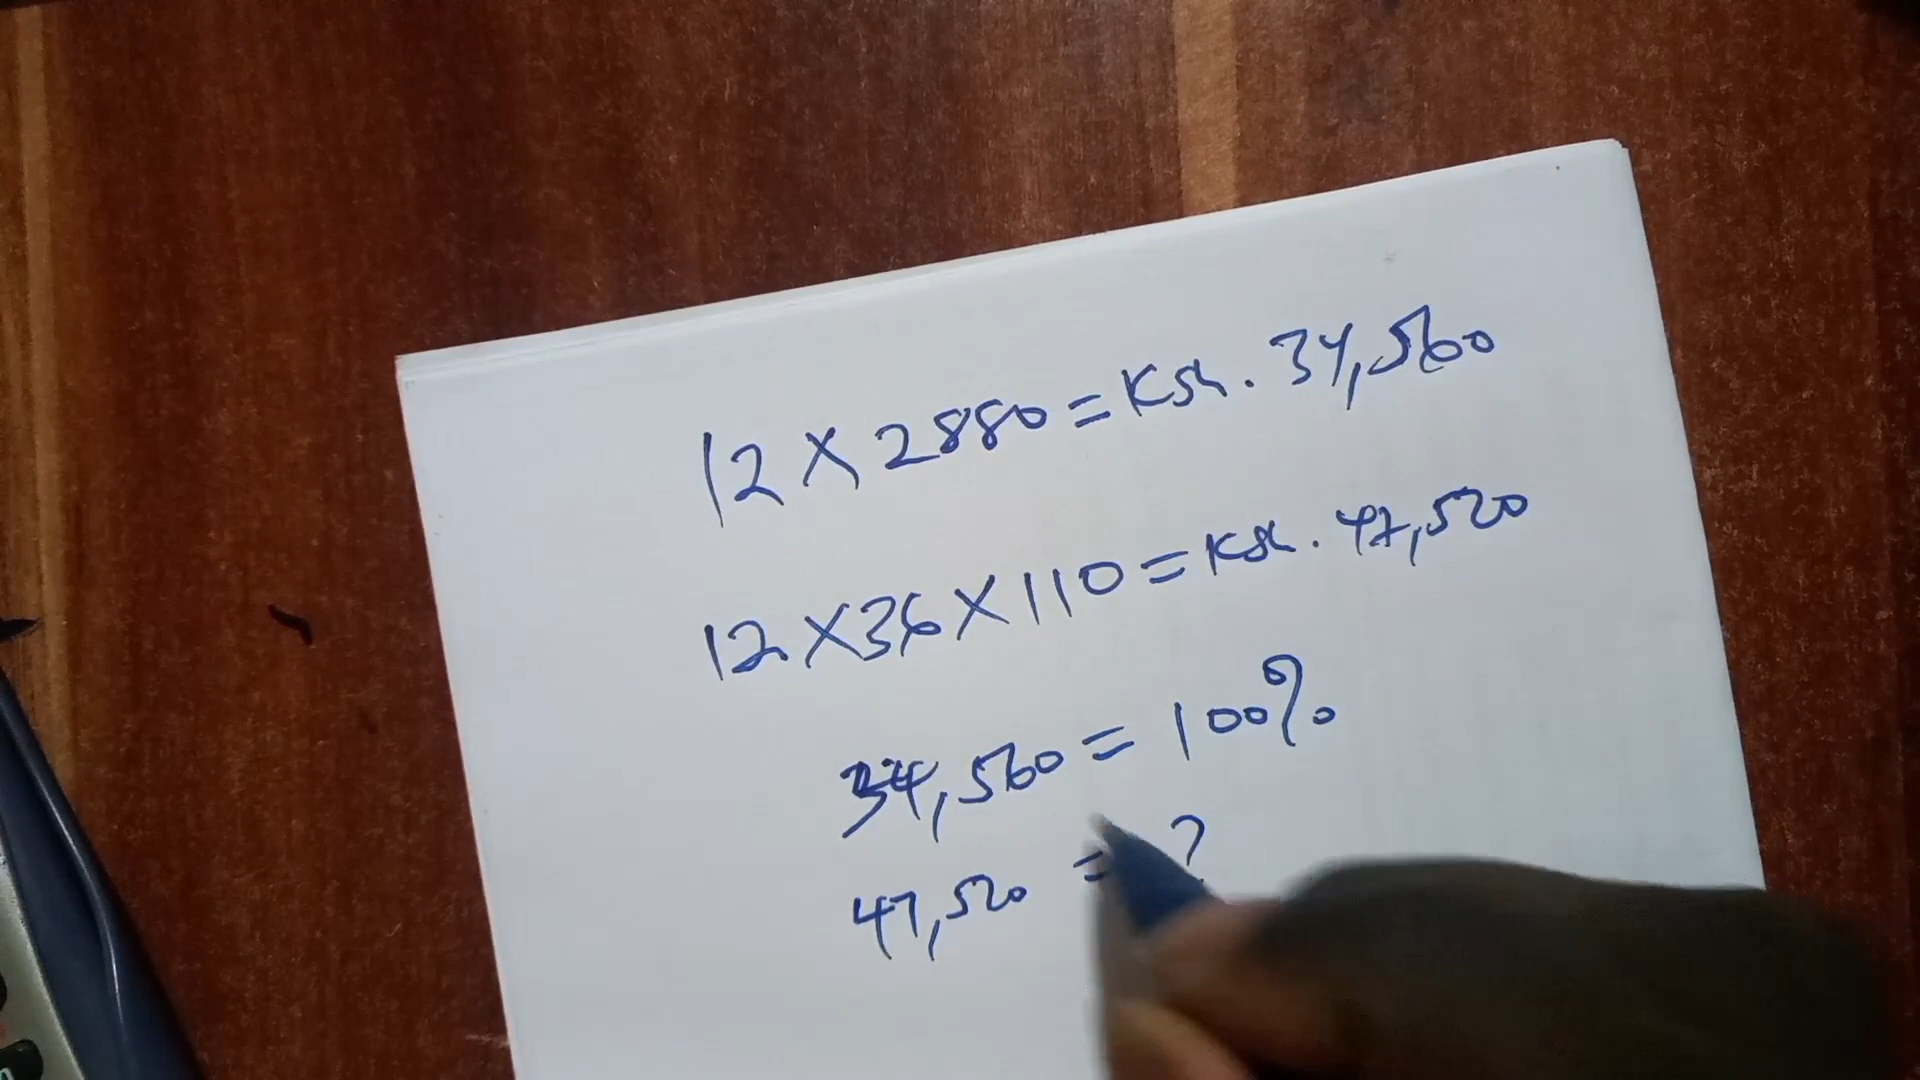 12 X 2880 = Ksh. 34,560
12 X 36 X 110 = Ksh. 47,520
34,560 = 100%
47,520 = ?